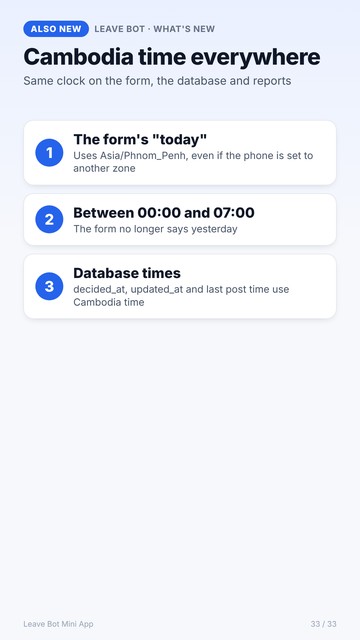 ALSO NEW LEAVE BOT · WHAT'S NEW
Cambodia time everywhere
Same clock on the form, the database and reports
1
The form's "today"
Uses Asia/Phnom_Penh, even if the phone is set to
another zone
2
Between 00:00 and 07:00
The form no longer says yesterday
3
Database times
decided_at, updated_at and last post time use
Cambodia time
Leave Bot Mini App 33 / 33